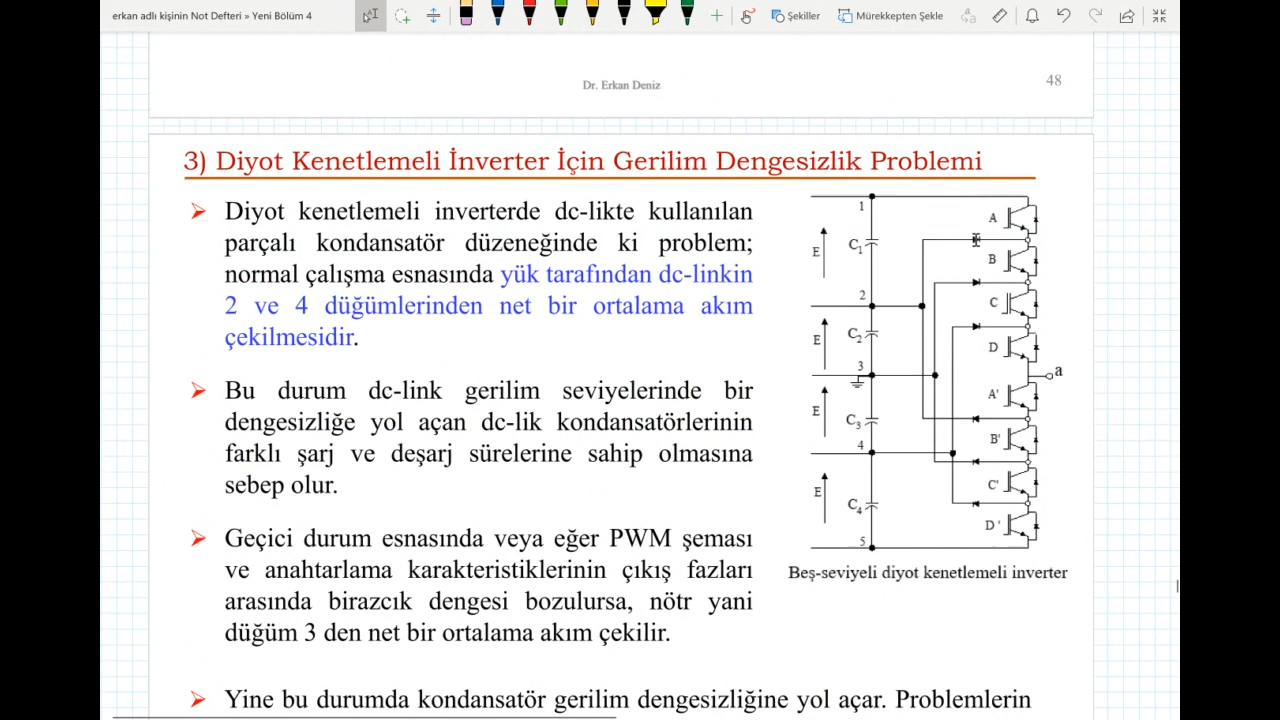 erkan adlı kişinin Not Defteri » Yeni Bölüm 4
Şekiller
Mürekkepten Şekle
Dr. Erkan Deniz
48
3) Diyot Kenetlemeli İnverter İçin Gerilim Dengesizlik Problemi
Diyot kenetlemeli inverterde dc-likte kullanılan
parçalı kondansatör düzeneğinde ki problem;
normal çalışma esnasında yük tarafından dc-linkin
2 ve 4 düğümlerinden net bir ortalama akım
çekilmesidir.
Bu durum dc-link gerilim seviyelerinde bir
dengesizliğe yol açan dc-lik kondansatörlerinin
farklı şarj ve deşarj sürelerine sahip olmasına
sebep olur.
Geçici durum esnasında veya eğer PWM şeması
ve anahtarlama karakteristiklerinin çıkış fazları
arasında birazcık dengesi bozulursa, nötr yani
düğüm 3 den net bir ortalama akım çekilir.
Yine bu durumda kondansatör gerilim dengesizliğine yol açar. Problemlerin
1
A
E
C1
B
2
C
E
C2
D
3
a
E
A'
C3
B'
4
E
C'
C4
D'
5
Beş-seviyeli diyot kenetlemeli inverter